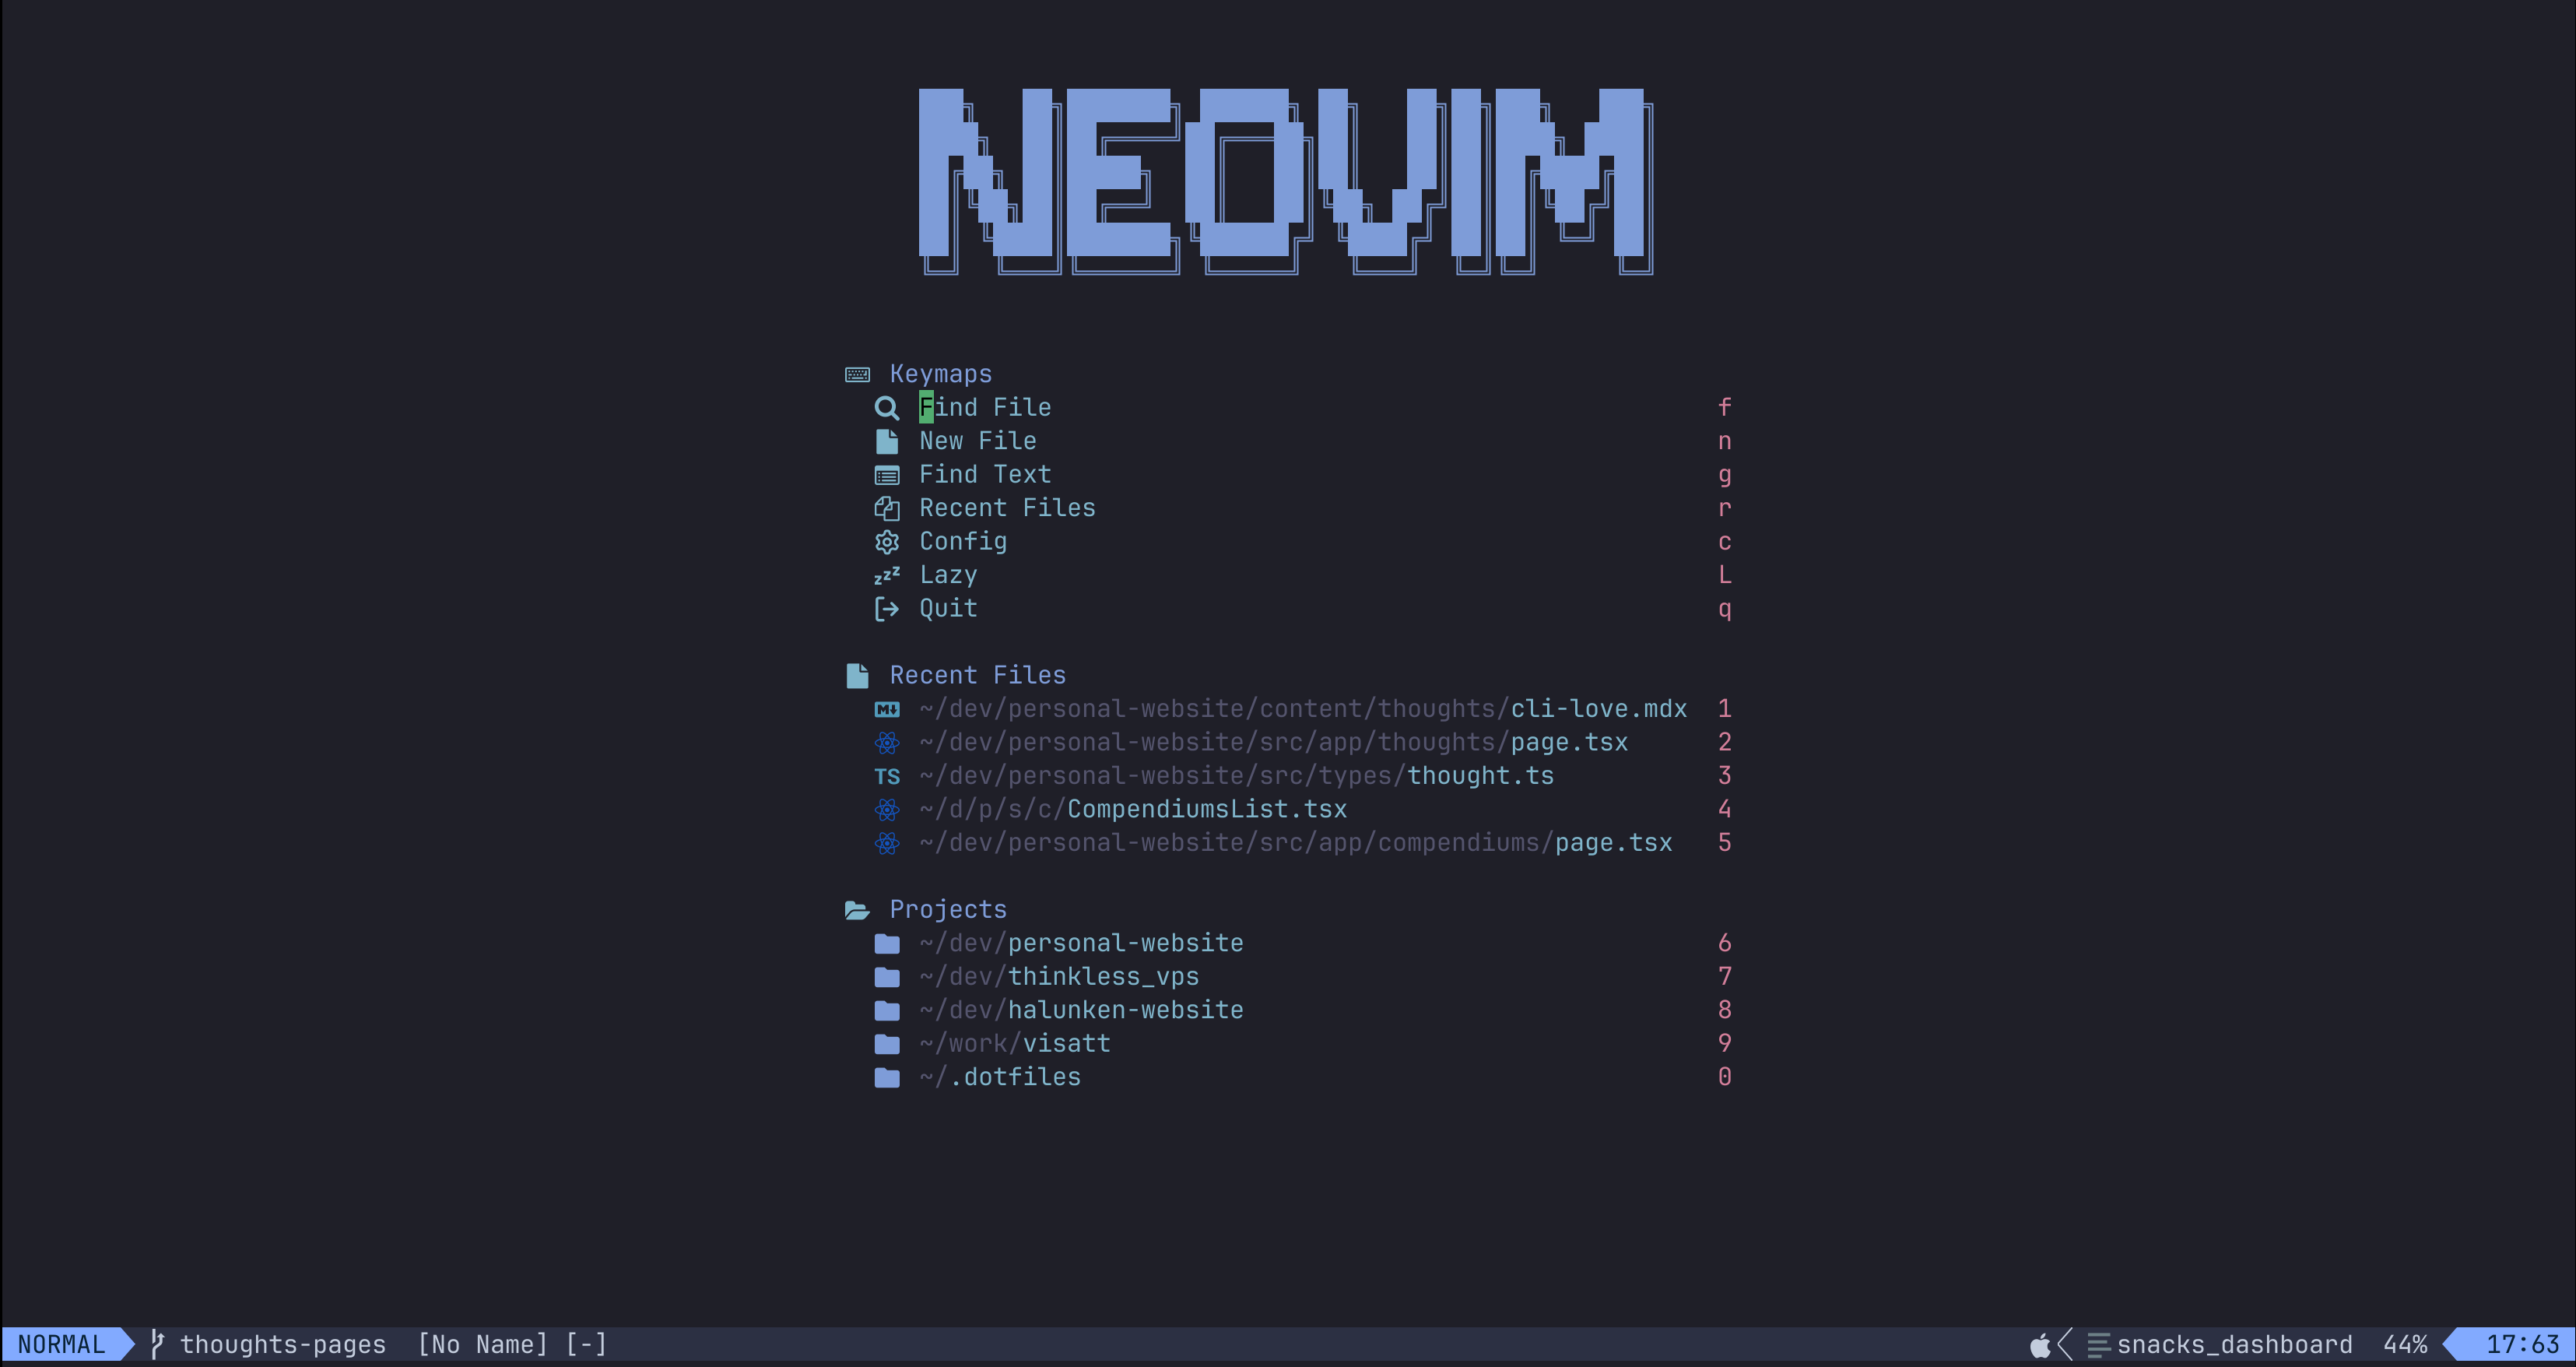 NEOVIM
Keymaps
Find File f
New File n
Find Text g
Recent Files r
Config c
Lazy L
Quit q
Recent Files
~/dev/personal-website/content/thoughts/cli-love.mdx 1
~/dev/personal-website/src/app/thoughts/page.tsx 2
TS ~/dev/personal-website/src/types/thought.ts 3
~/d/p/s/c/CompendiumsList.tsx 4
~/dev/personal-website/src/app/compendiums/page.tsx 5
Projects
~/dev/personal-website 6
~/dev/thinkless_vps 7
~/dev/halunken-website 8
~/work/visatt 9
~/.dotfiles 0
NORMAL thoughts-pages [No Name] [-] snacks_dashboard 44% 17:63